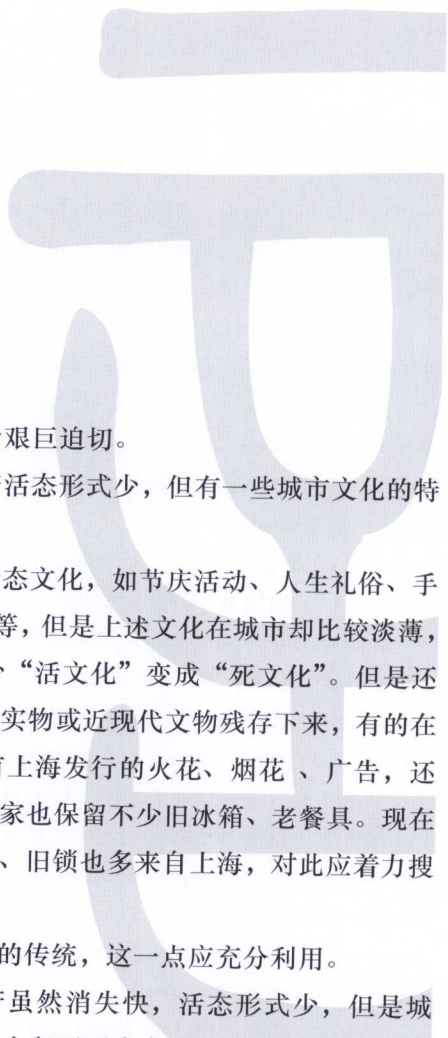 艰巨迫切。
活态形式少，但有一些城市文化的特
态文化，如节庆活动、人生礼俗、手
等，但是上述文化在城市却比较淡薄，
“活文化”变成“死文化”。但是还
实物或近现代文物残存下来，有的在
上海发行的火花、烟花 、广告，还
家也保留不少旧冰箱、老餐具。现在
、旧锁也多来自上海，对此应着力搜
的传统，这一点应充分利用。
虽然消失快，活态形式少，但是城